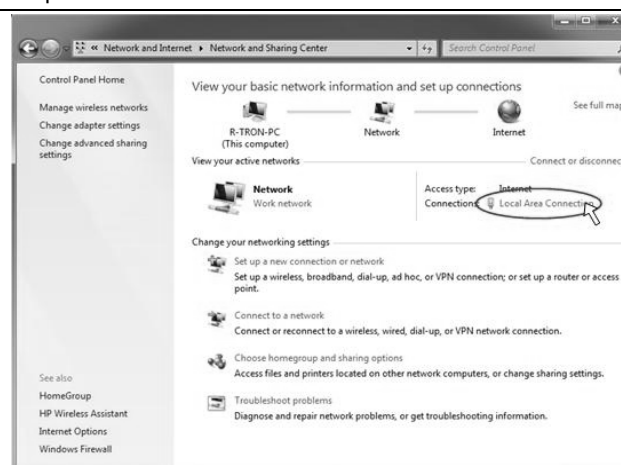 « Network and Internet ▸ Network and Sharing Center
Search Control Panel
Control Panel Home
Manage wireless networks
Change adapter settings
Change advanced sharing
settings
See also
HomeGroup
HP Wireless Assistant
Internet Options
Windows Firewall
View your basic network information and set up connections
See full map
R-TRON-PC
(This computer)
Network
Internet
View your active networks
Connect or disconnec
Network
Work network
Access type: Internet
Connections: Local Area Connection
Change your networking settings
Set up a new connection or network
Set up a wireless, broadband, dial-up, ad hoc, or VPN connection; or set up a router or access
point.
Connect to a network
Connect or reconnect to a wireless, wired, dial-up, or VPN network connection.
Choose homegroup and sharing options
Access files and printers located on other network computers, or change sharing settings.
Troubleshoot problems
Diagnose and repair network problems, or get troubleshooting information.